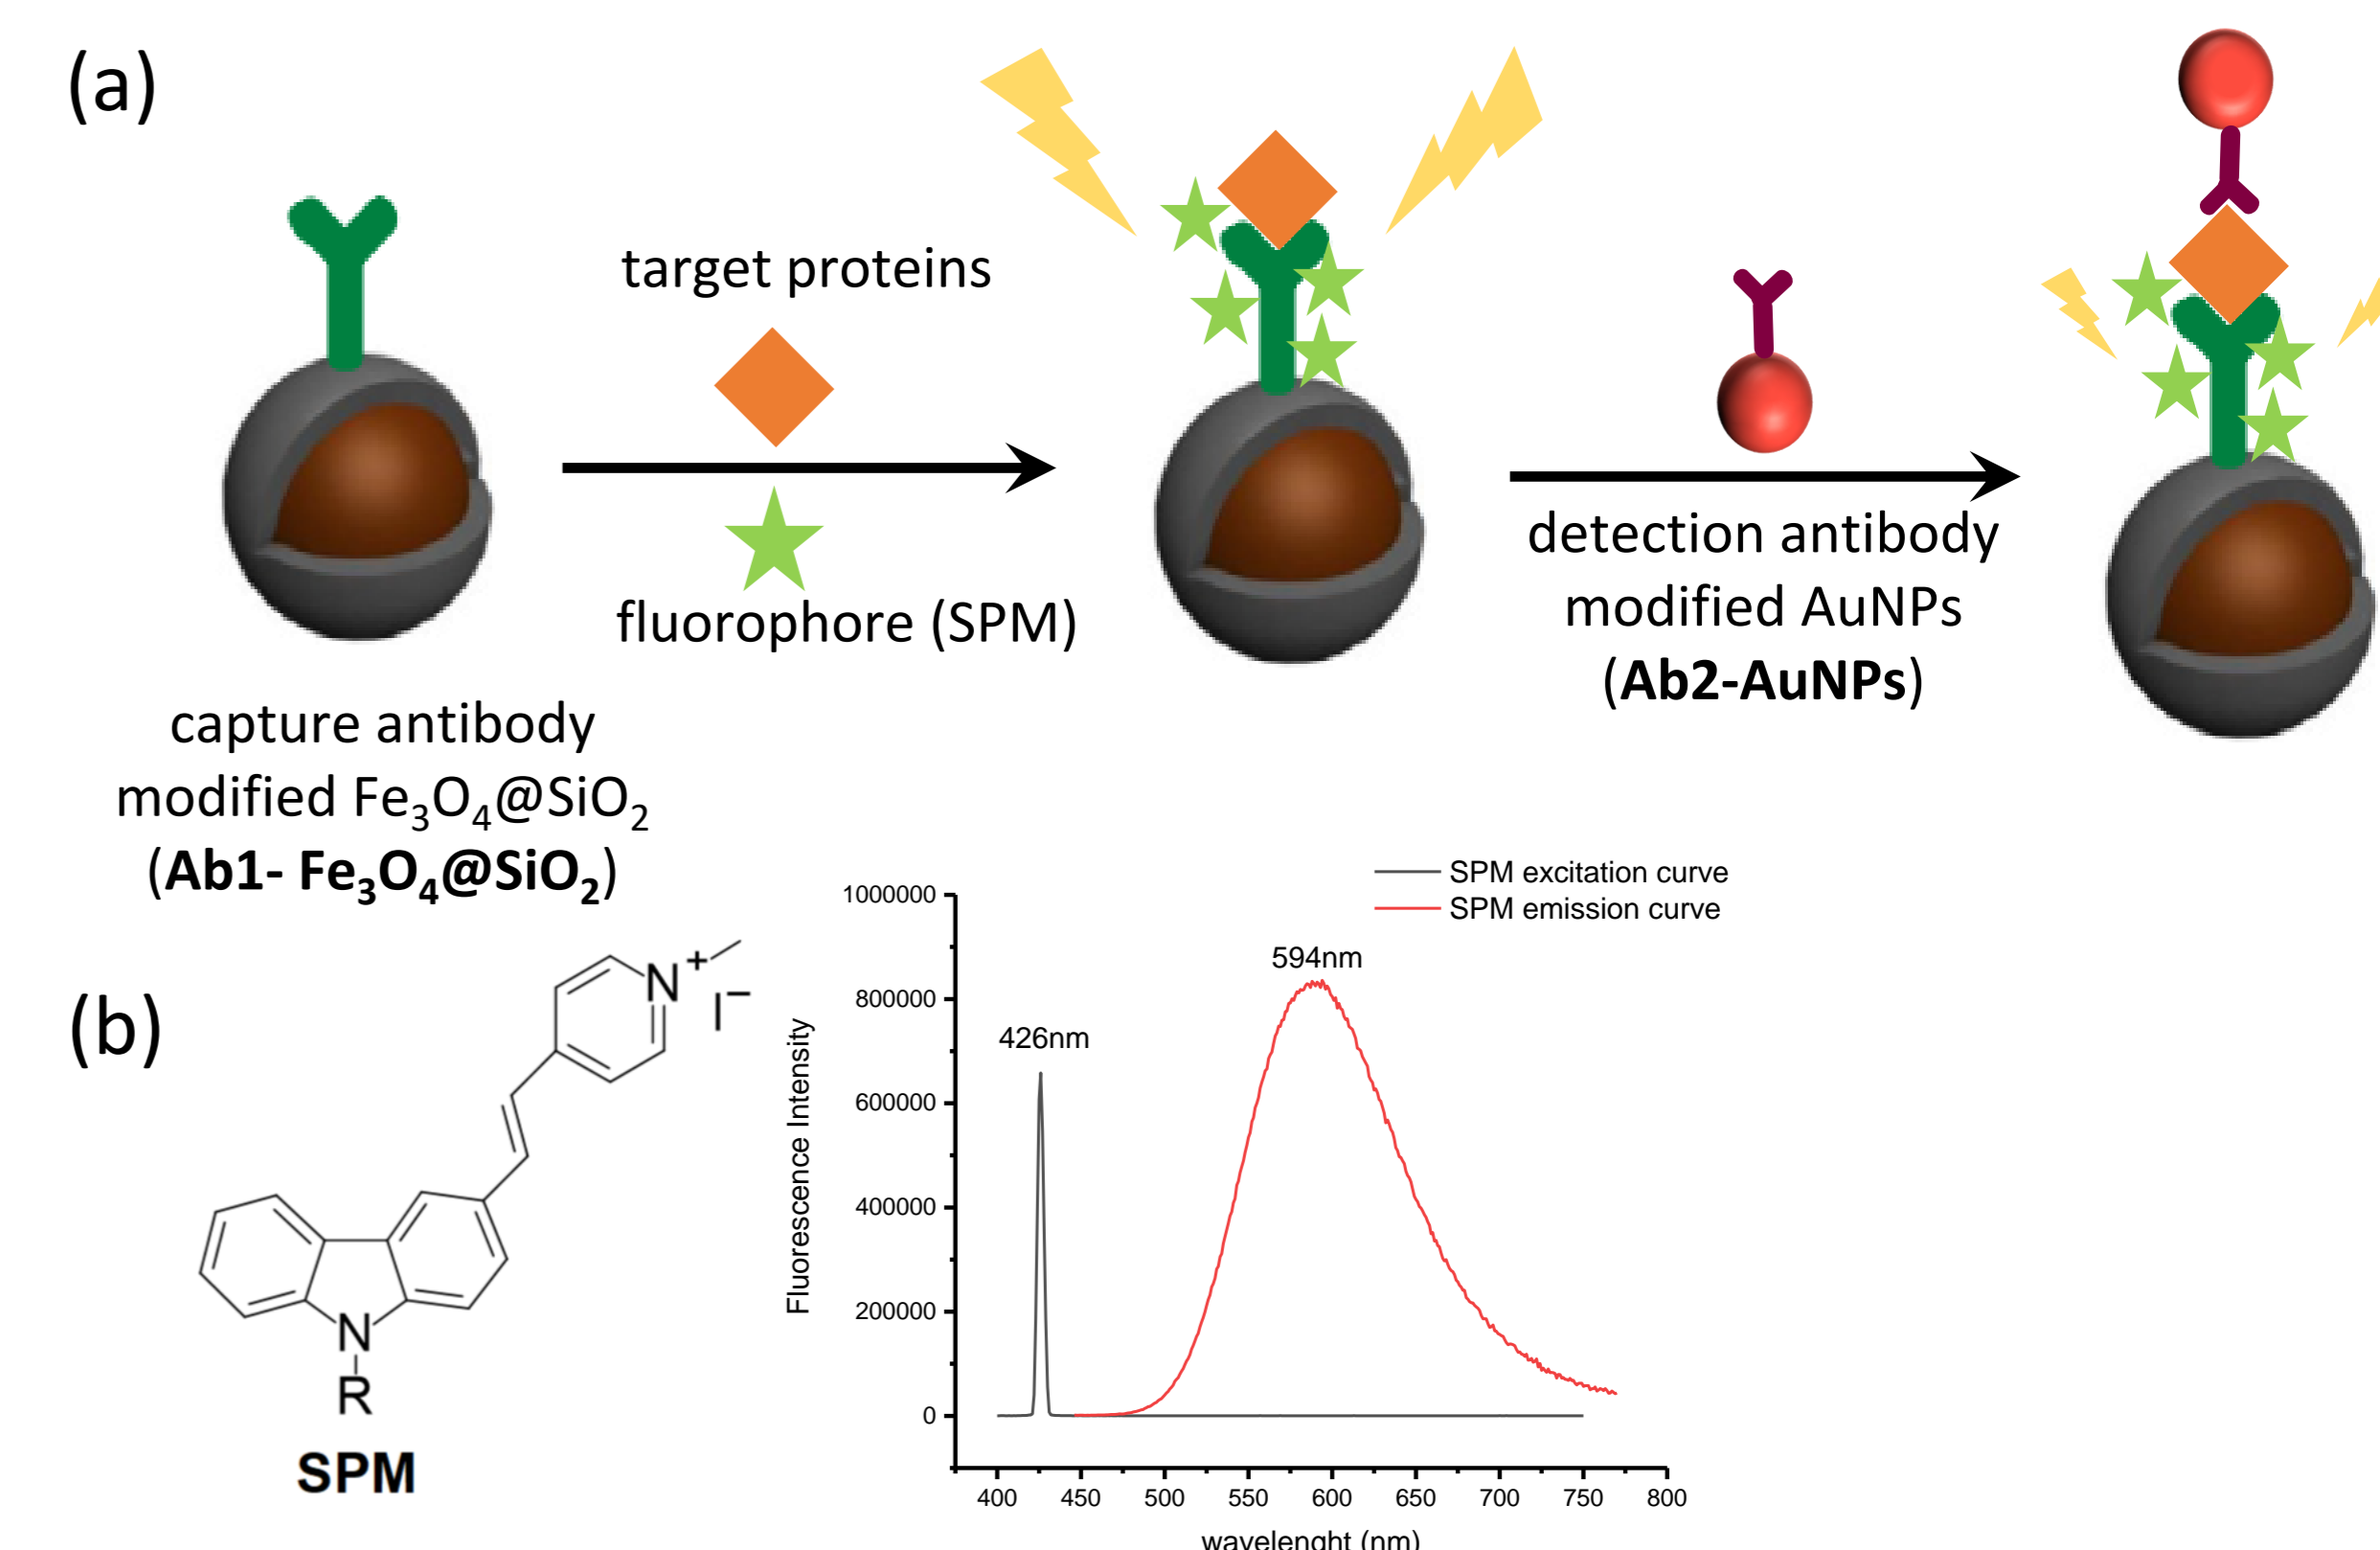 (a)
target proteins
fluorophore (SPM)
detection antibody
modified AuNPs
(Ab2-AuNPs)
capture antibody
modified Fe₃O₄@SiO₂
(Ab1- Fe₃O₄@SiO₂)
(b)
N⁺
I⁻
N
R
SPM
SPM excitation curve
SPM emission curve
594nm
426nm
Fluorescence Intensity
1000000
800000
600000
400000
200000
0
400 450 500 550 600 650 700 750 800
wavelenght (nm)